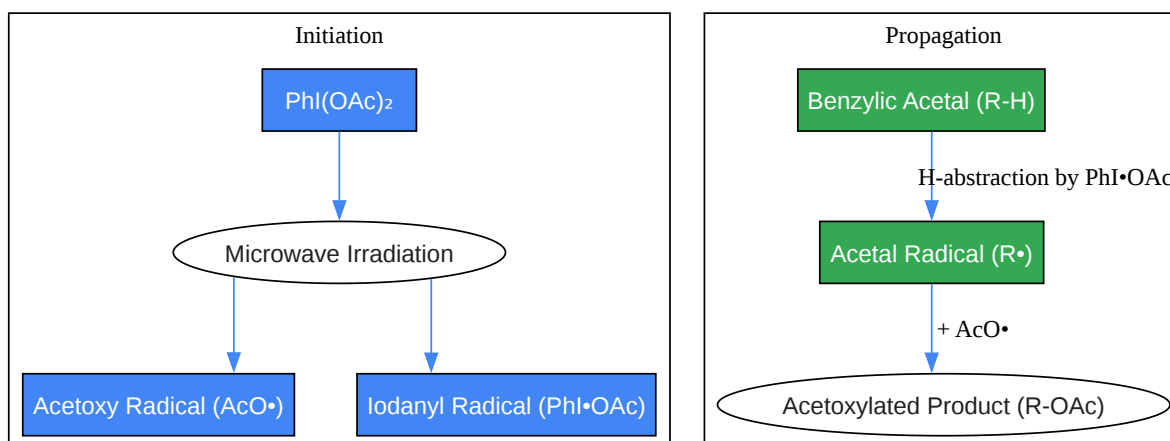 Initiation
PhI(OAc)₂
Microwave Irradiation
Acetoxy Radical (AcO•)
Iodanyl Radical (PhI•OAc)
Propagation
Benzylic Acetal (R-H)
H-abstraction by PhI•OAc
Acetal Radical (R•)
+ AcO•
Acetoxylated Product (R-OAc)